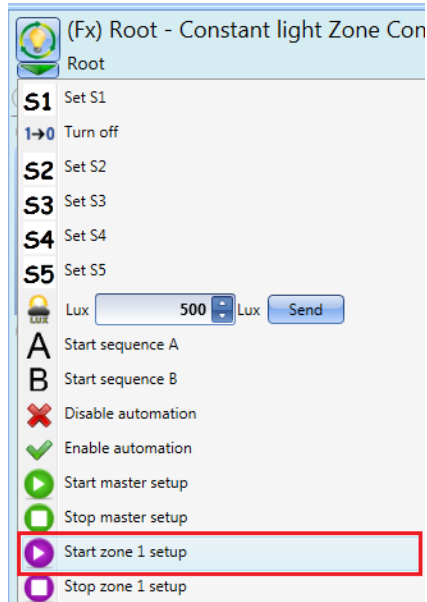 (Fx) Root - Constant light Zone Con
Root
S1 Set S1
1→0 Turn off
S2 Set S2
S3 Set S3
S4 Set S4
S5 Set S5
LUX Lux 500 Lux Send
A Start sequence A
B Start sequence B
Disable automation
Enable automation
Start master setup
Stop master setup
Start zone 1 setup
Stop zone 1 setup